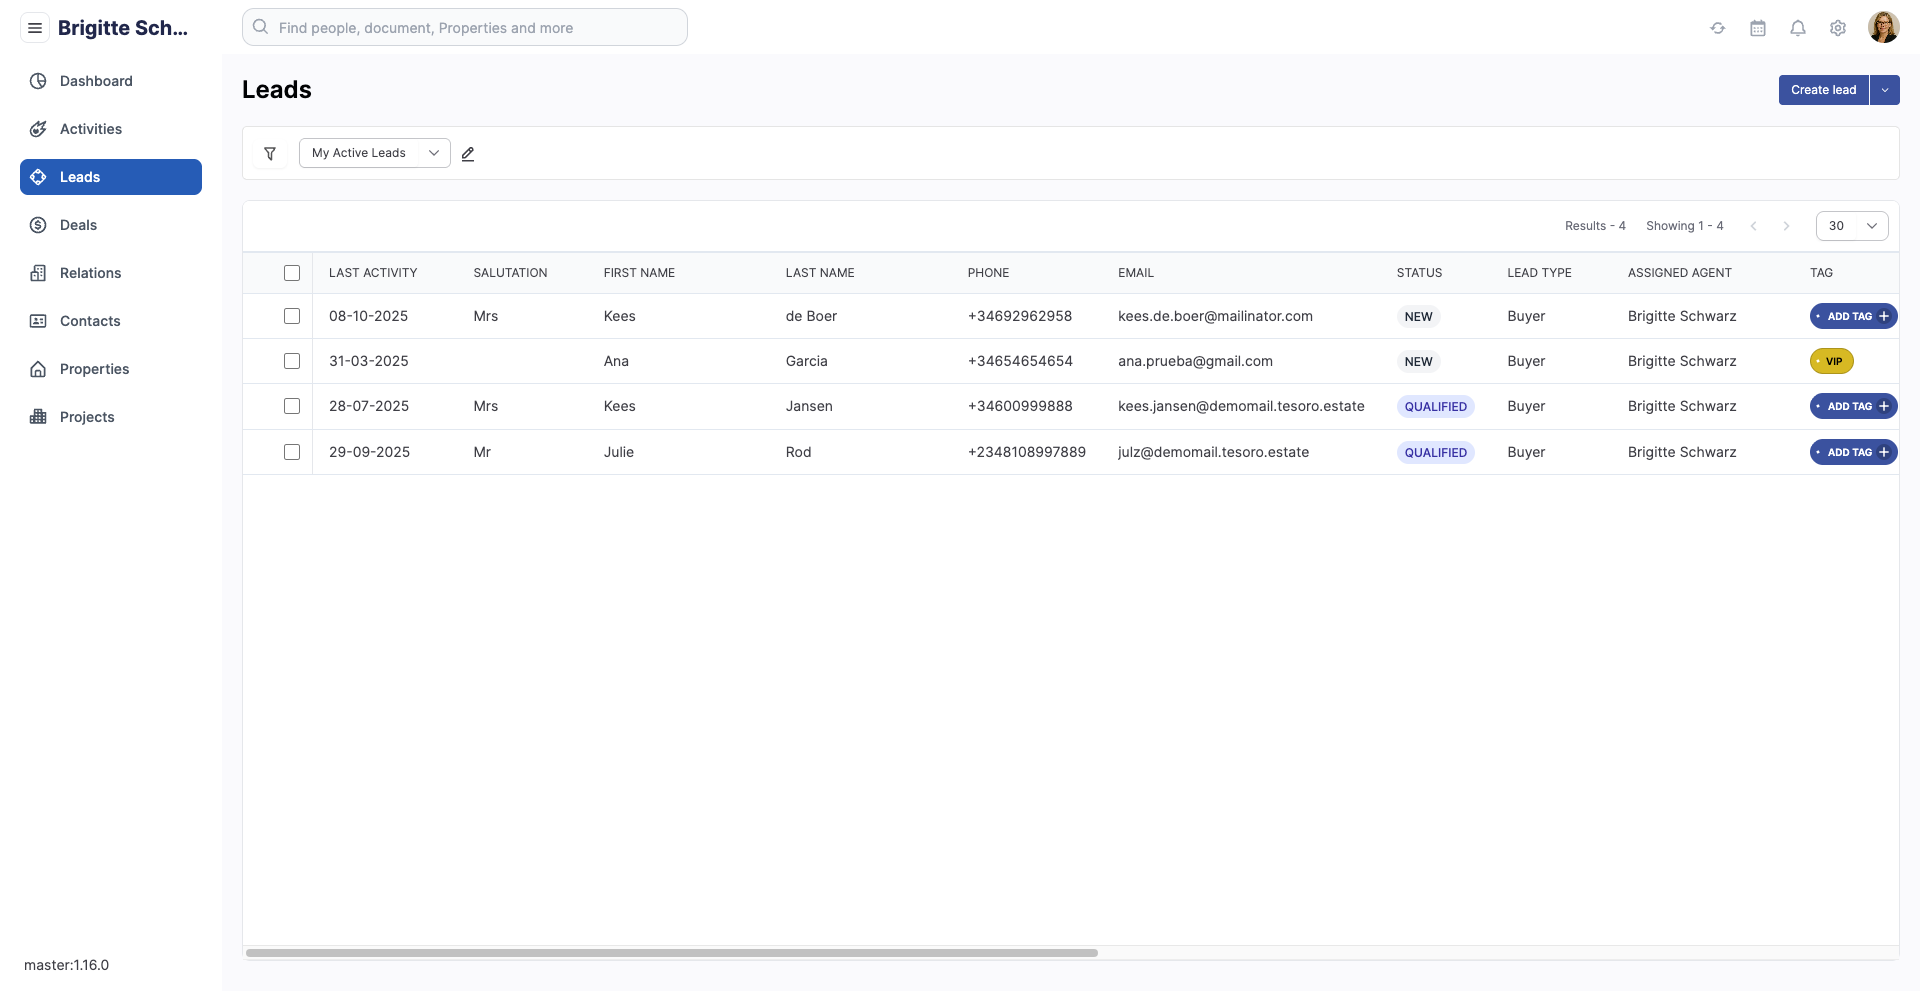 Brigitte Sch...
Find people, document, Properties and more
Dashboard
Activities
Leads
Deals
Relations
Contacts
Properties
Projects
master:1.16.0
Leads
Create lead
My Active Leads
Results - 4 Showing 1 - 4 30
LAST ACTIVITY SALUTATION FIRST NAME LAST NAME PHONE EMAIL STATUS LEAD TYPE ASSIGNED AGENT TAG
08-10-2025 Mrs Kees de Boer +34692962958 kees.de.boer@mailinator.com NEW Buyer Brigitte Schwarz ADD TAG
31-03-2025 Ana Garcia +34654654654 ana.prueba@gmail.com NEW Buyer Brigitte Schwarz VIP
28-07-2025 Mrs Kees Jansen +34600999888 kees.jansen@demomail.tesoro.estate QUALIFIED Buyer Brigitte Schwarz ADD TAG
29-09-2025 Mr Julie Rod +2348108997889 julz@demomail.tesoro.estate QUALIFIED Buyer Brigitte Schwarz ADD TAG